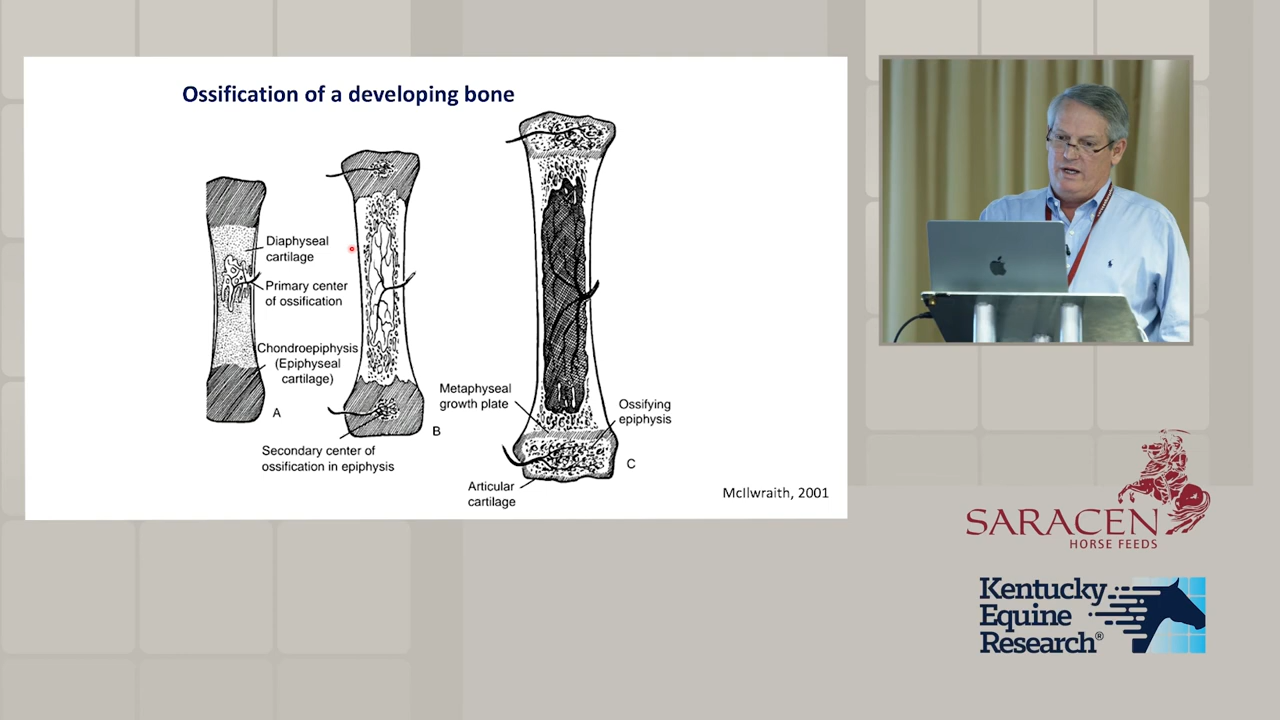 Ossification of a developing bone
Diaphyseal
cartilage
Primary center
of ossification
Chondroepiphysis
(Epiphyseal
cartilage)
A
Secondary center of
ossification in epiphysis
B
Metaphyseal
growth plate
Ossifying
epiphysis
C
Articular
cartilage
McIlwraith, 2001
SARACEN
HORSE FEEDS
Kentucky
Equine
Research®